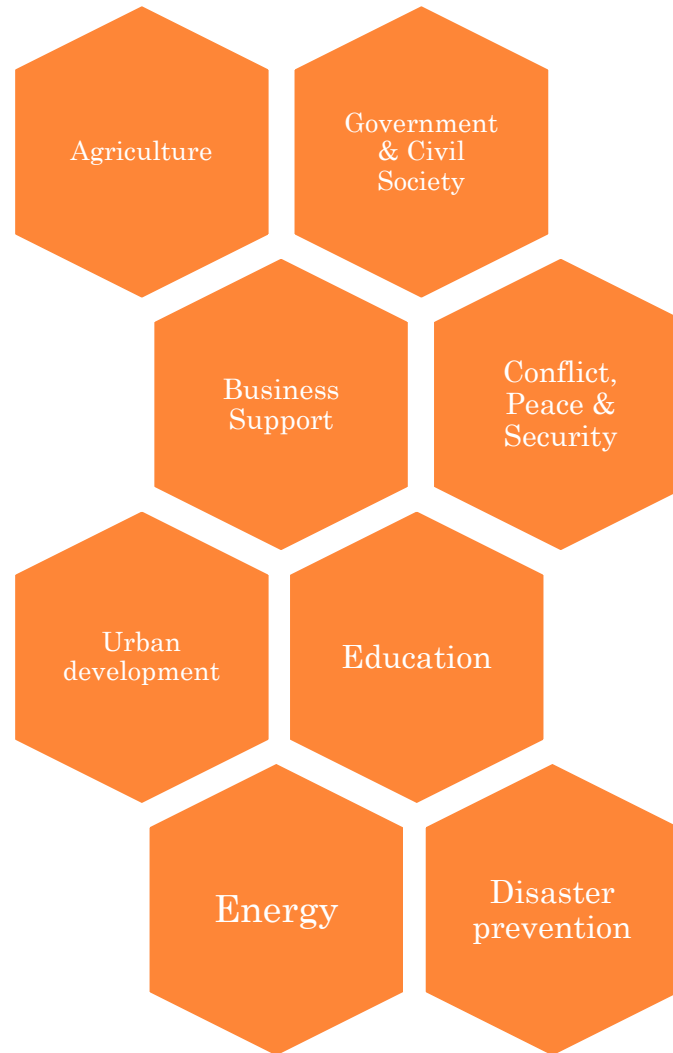 Agriculture
Government
& Civil
Society
Business
Support
Conflict,
Peace &
Security
Urban
development
Education
Energy
Disaster
prevention